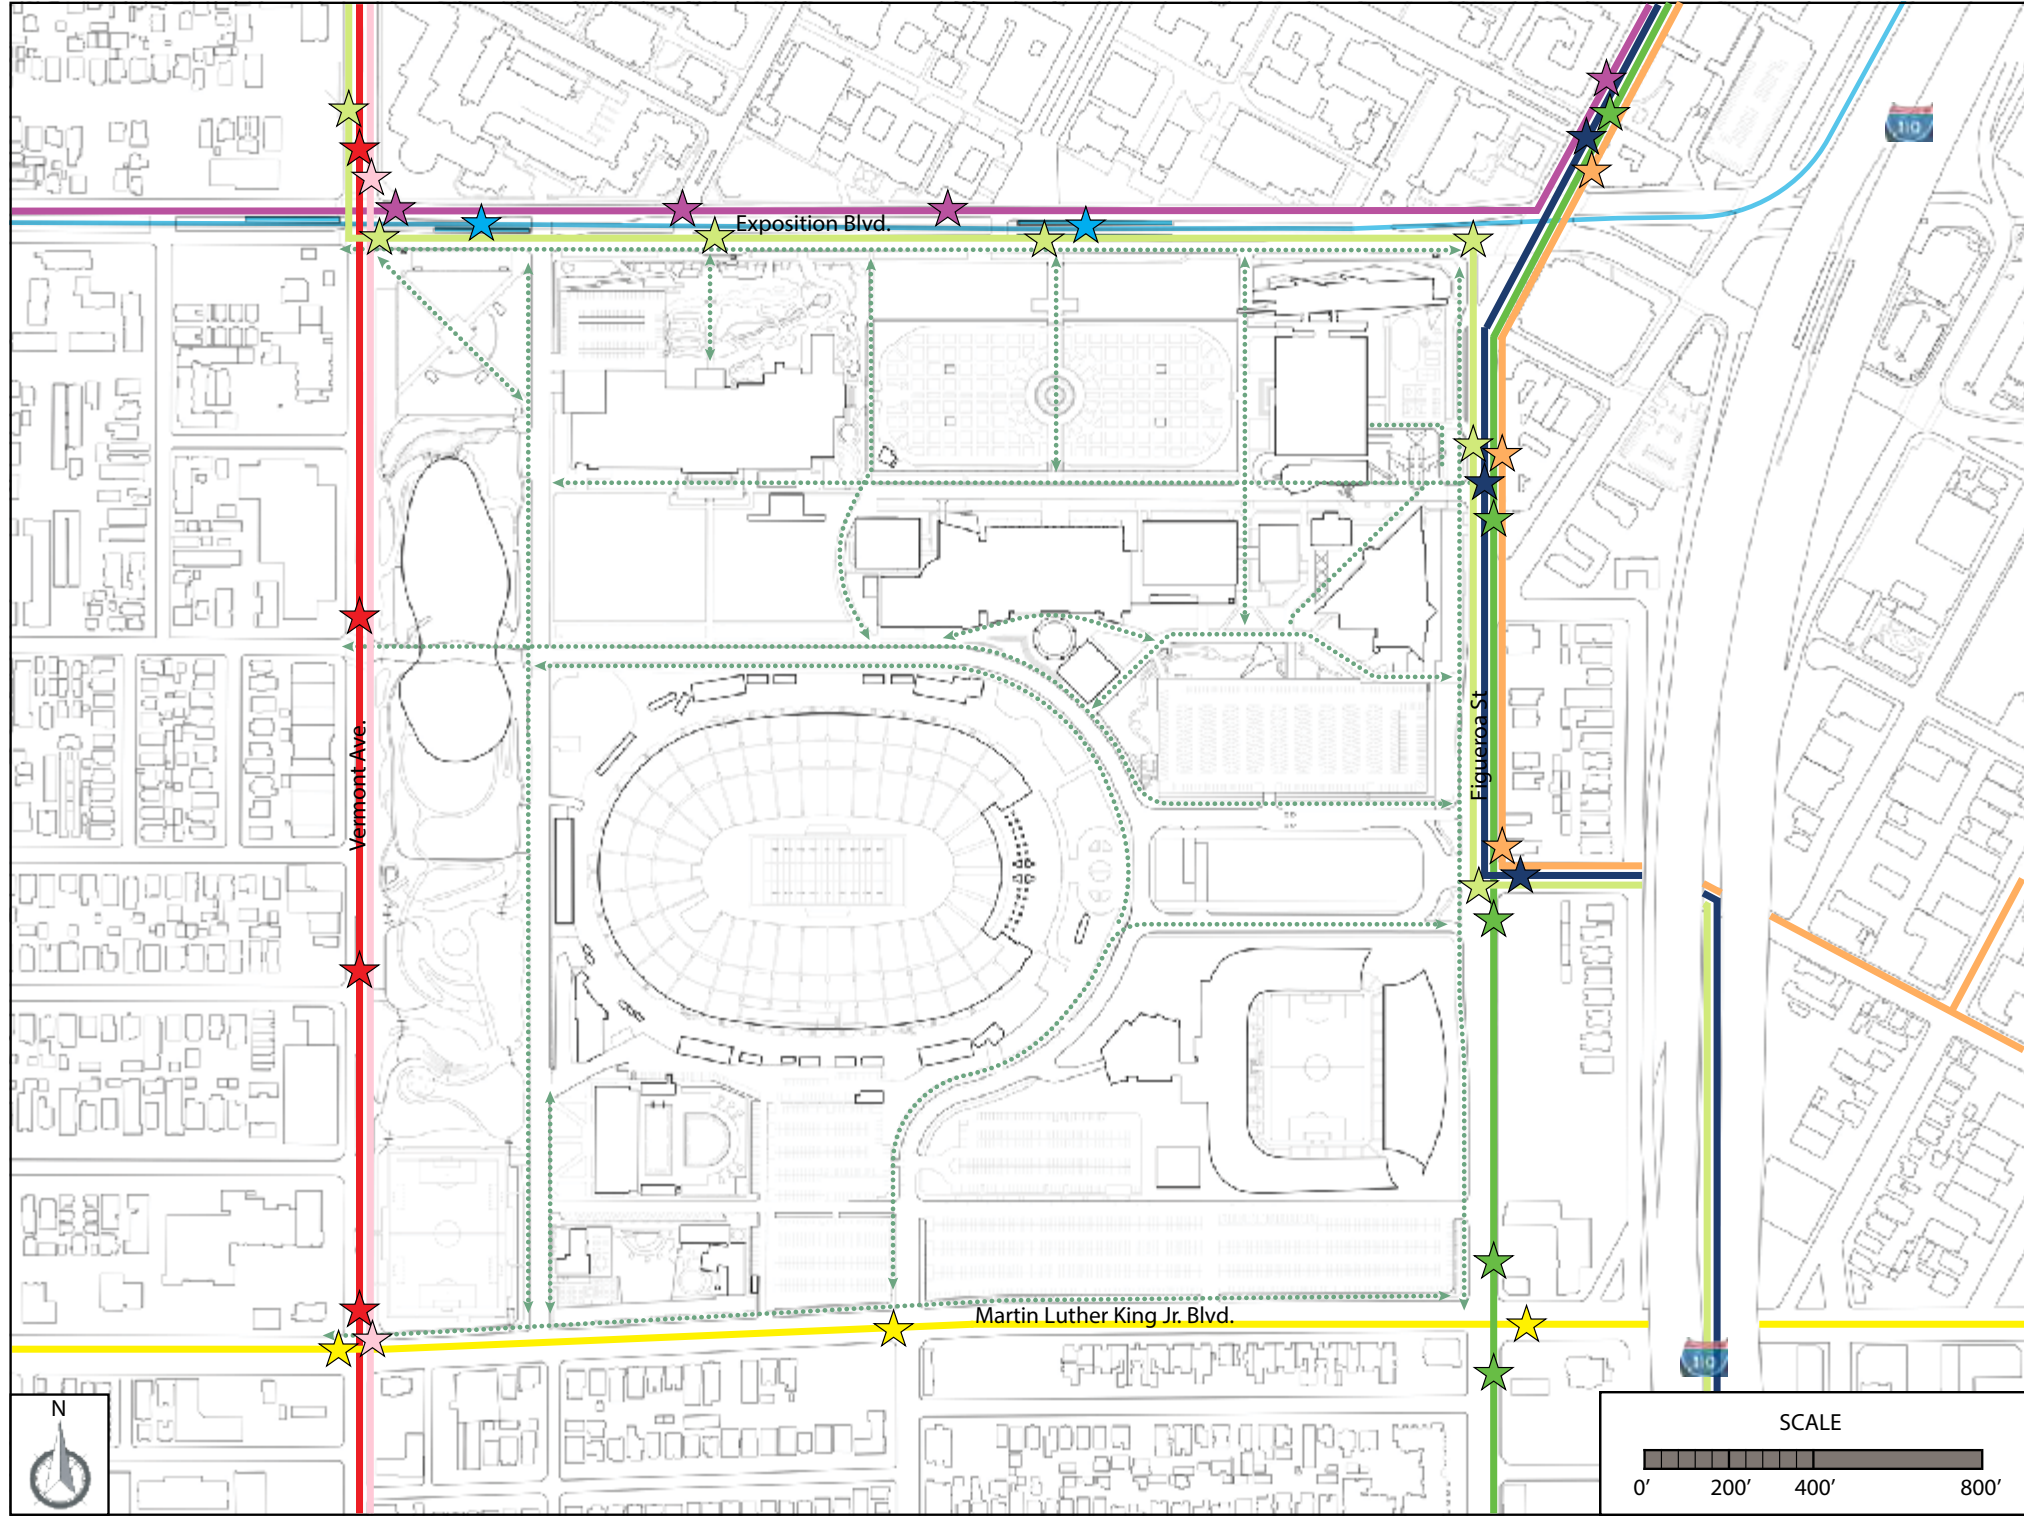 110
Exposition Blvd.
Vermont Ave.
Figueroa St
Martin Luther King Jr. Blvd.
110
N
SCALE
0’ 200’ 400’ 800’